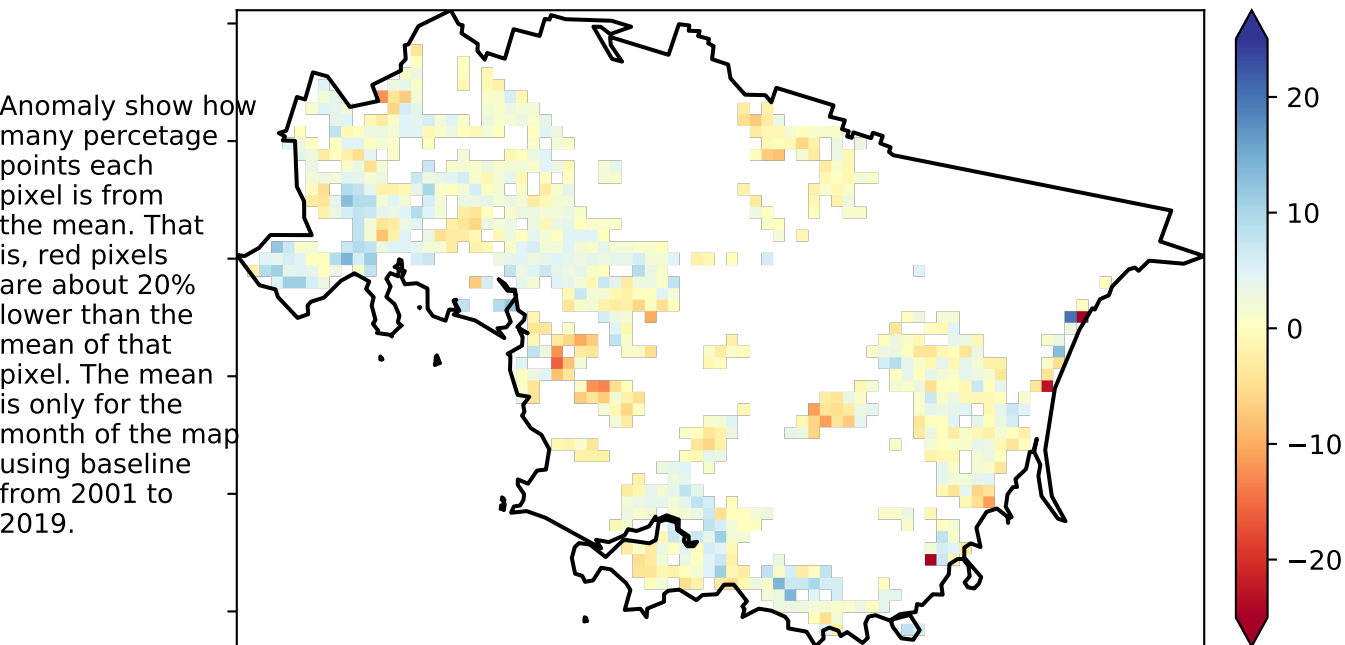 Anomaly show how
many percetage
points each
pixel is from
the mean. That
is, red pixels
are about 20%
lower than the
mean of that
pixel. The mean
is only for the
month of the map
using baseline
from 2001 to
2019.
20
10
0
−10
−20